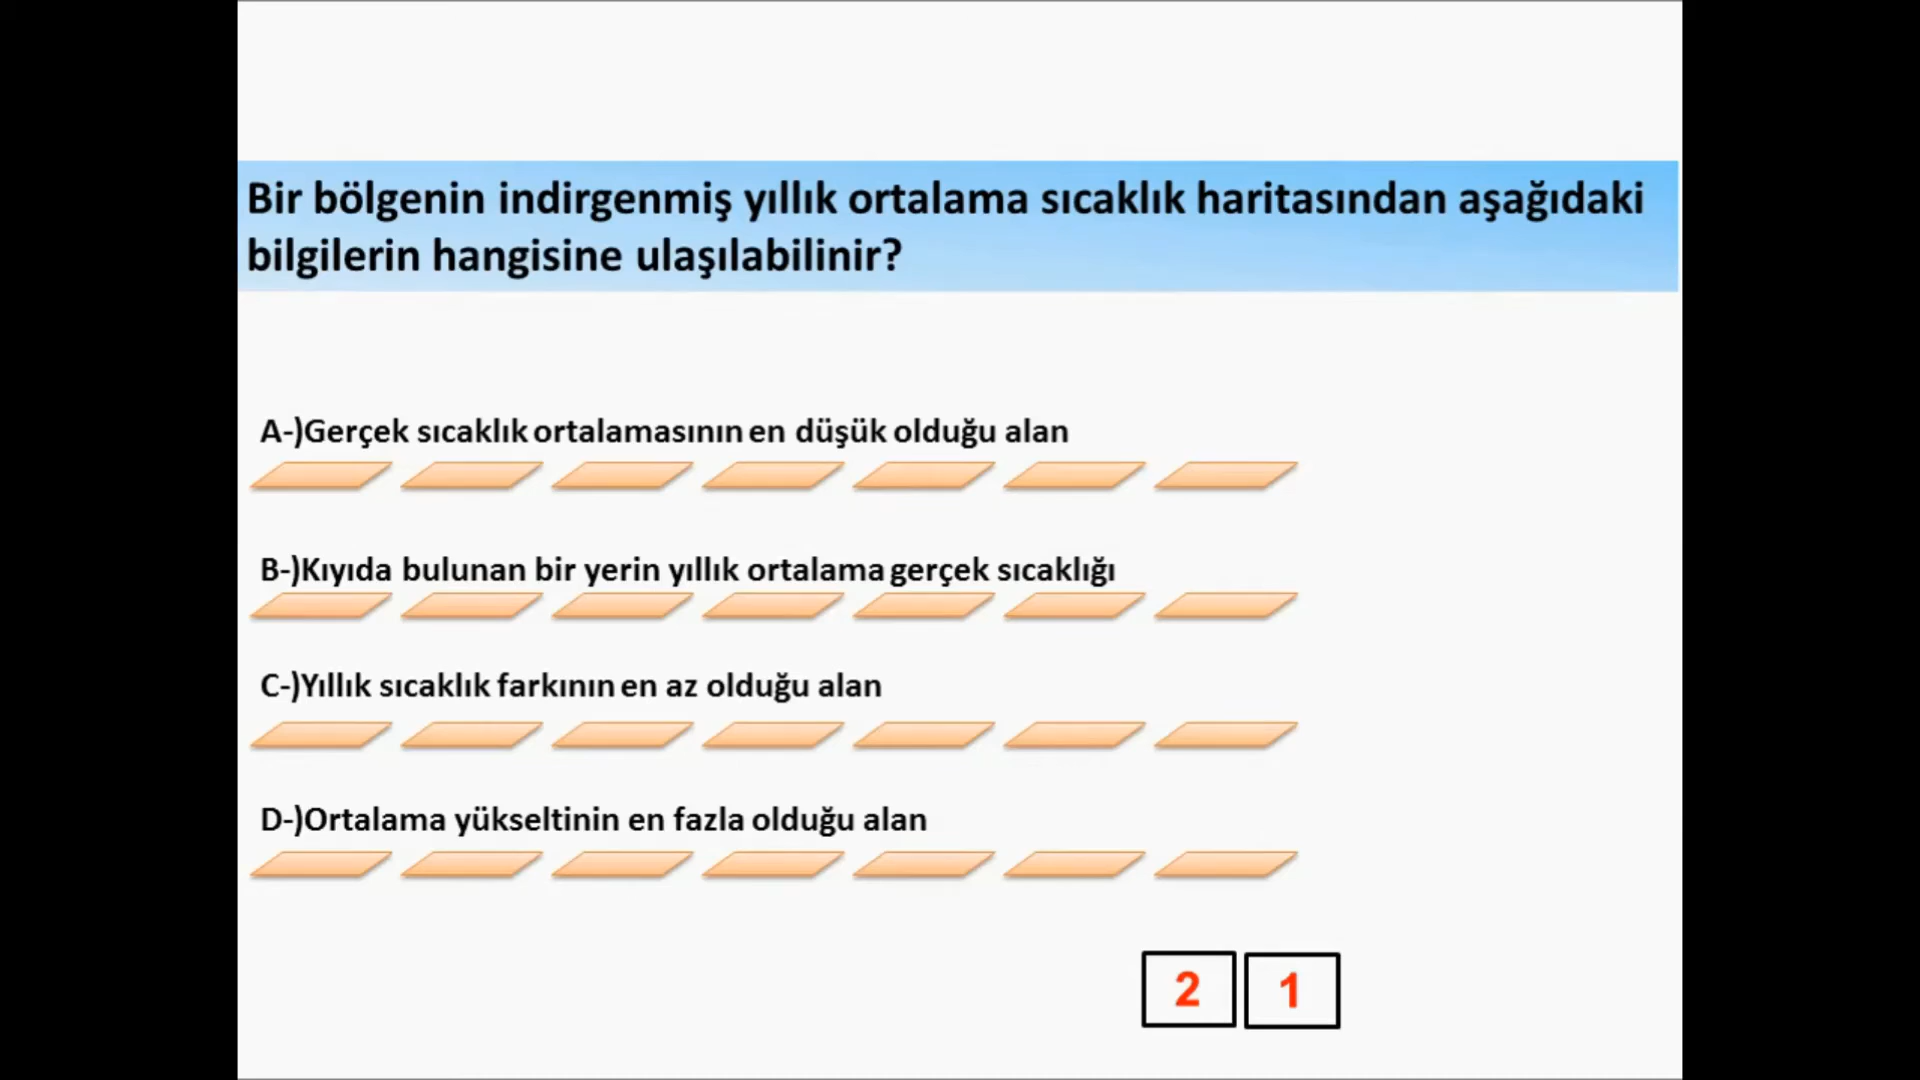 Bir bölgenin indirgenmiş yıllık ortalama sıcaklık haritasından aşağıdaki
bilgilerin hangisine ulaşılabilinir?
A-)Gerçek sıcaklık ortalamasının en düşük olduğu alan
B-)Kıyıda bulunan bir yerin yıllık ortalama gerçek sıcaklığı
C-)Yıllık sıcaklık farkının en az olduğu alan
D-)Ortalama yükseltinin en fazla olduğu alan
2 1